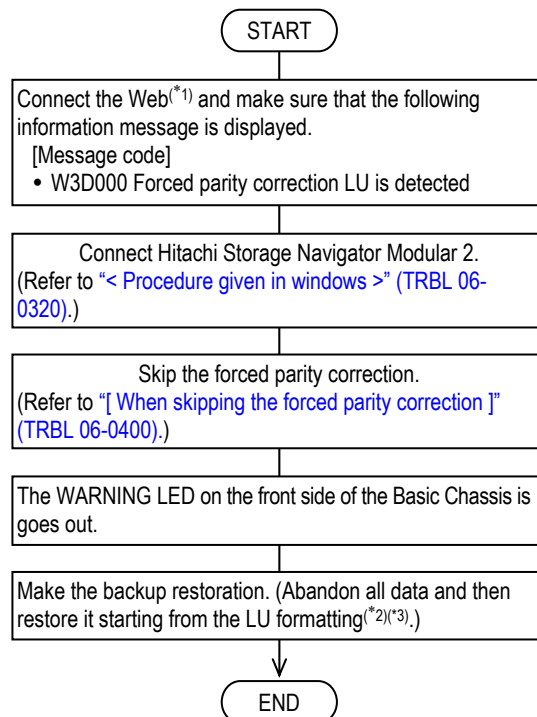 START
Connect the Web(*1) and make sure that the following
information message is displayed.
[Message code]
• W3D000 Forced parity correction LU is detected
Connect Hitachi Storage Navigator Modular 2.
(Refer to “< Procedure given in windows >” (TRBL 06-
0320).)
Skip the forced parity correction.
(Refer to “[ When skipping the forced parity correction ]”
(TRBL 06-0400).)
The WARNING LED on the front side of the Basic Chassis is
goes out.
Make the backup restoration. (Abandon all data and then
restore it starting from the LU formatting(*2)(*3).)
END